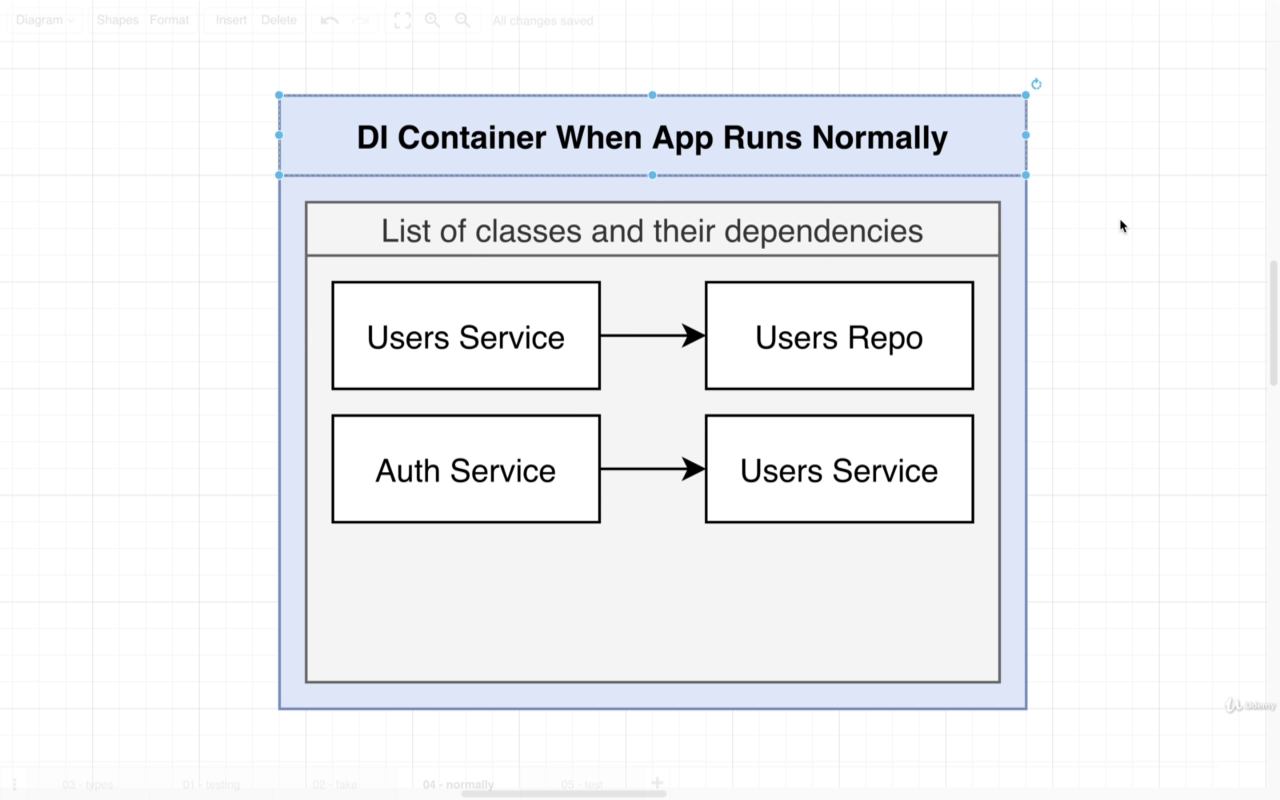 Diagram Shapes Format Insert Delete All changes saved
DI Container When App Runs Normally
List of classes and their dependencies
Users Service Users Repo
Auth Service Users Service
Udemy
03 - types 01 - testing 02 - fake 04 - normally 05 - test